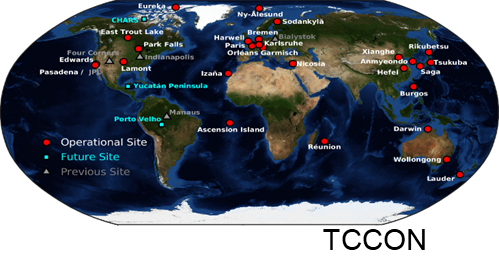 Eureka
Ny-Ålesund
CHARS
Sodankylä
East Trout Lake
Bremen
Harwell
Bialystok
Park Falls
Karlsruhe
Paris
Four Corners
Indianapolis
Orléans Garmisch
Edwards
Lamont
Pasadena / JPL
Izaña
Nicosia
Rikubetsu
Xianghe
Tsukuba
Anmyeondo
Saga
Hefei
Yucatán Peninsula
Burgos
Manaus
Porto Velho
Ascension Island
Darwin
Réunion
Wollongong
Lauder
Operational Site
Future Site
Previous Site
TCCON